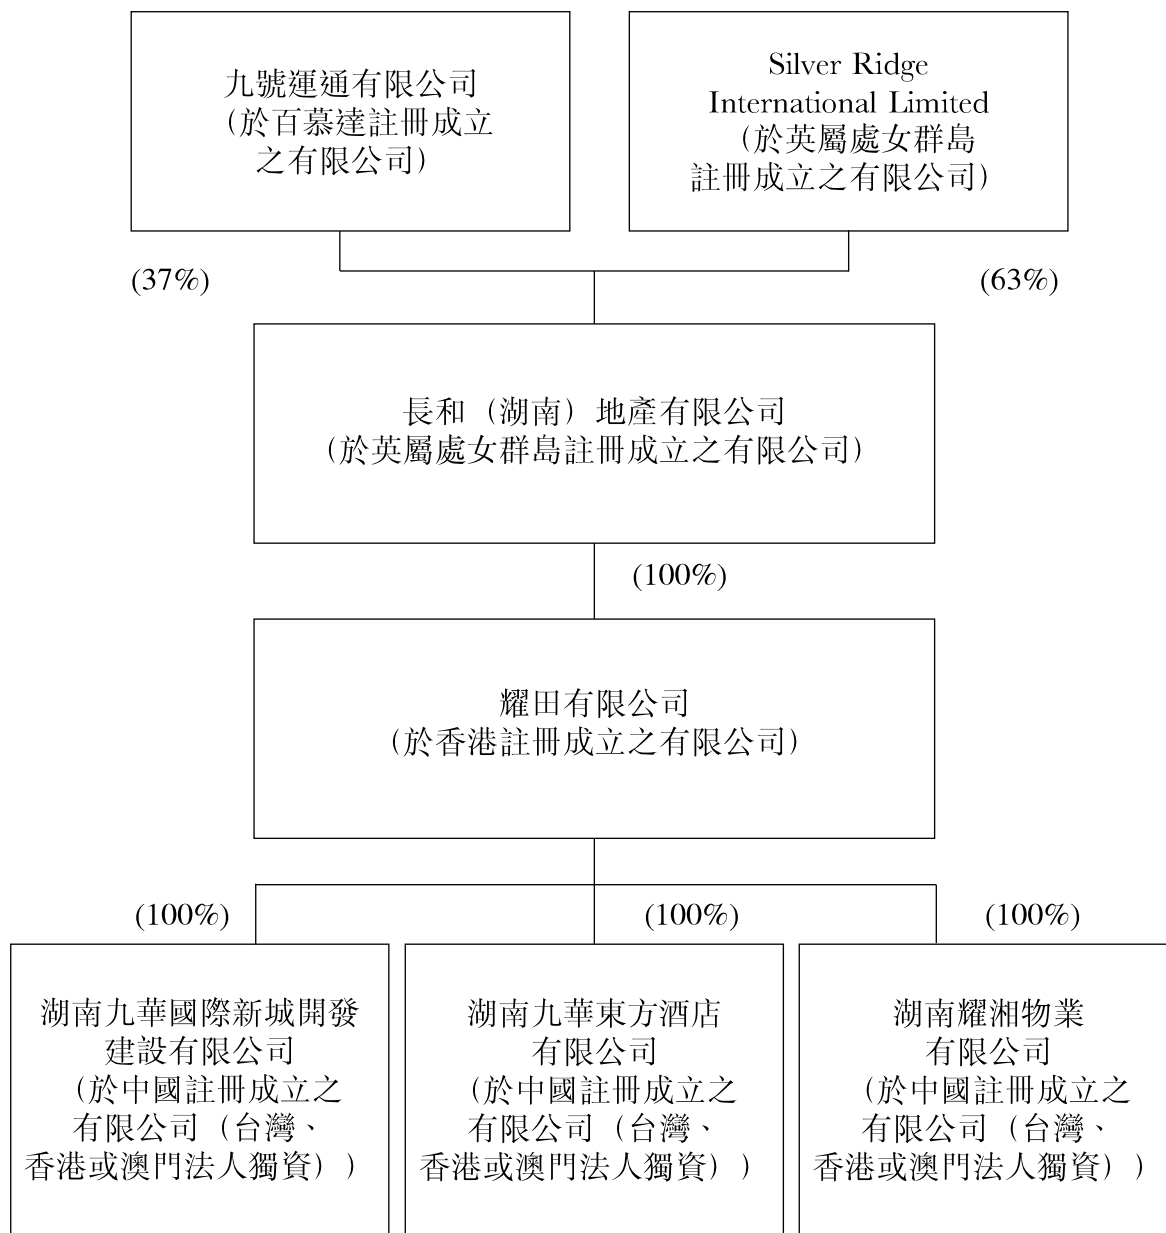 九號運通有限公司
（於百慕達註冊成立
之有限公司）
Silver Ridge
International Limited
（於英屬處女群島
註冊成立之有限公司）
(37%)
(63%)
長和（湖南）地產有限公司
（於英屬處女群島註冊成立之有限公司）
(100%)
耀田有限公司
（於香港註冊成立之有限公司）
(100%)
(100%)
(100%)
湖南九華國際新城開發
建設有限公司
（於中國註冊成立之
有限公司（台灣、
香港或澳門法人獨資））
湖南九華東方酒店
有限公司
（於中國註冊成立之
有限公司（台灣、
香港或澳門法人獨資））
湖南耀湘物業
有限公司
（於中國註冊成立之
有限公司（台灣、
香港或澳門法人獨資））